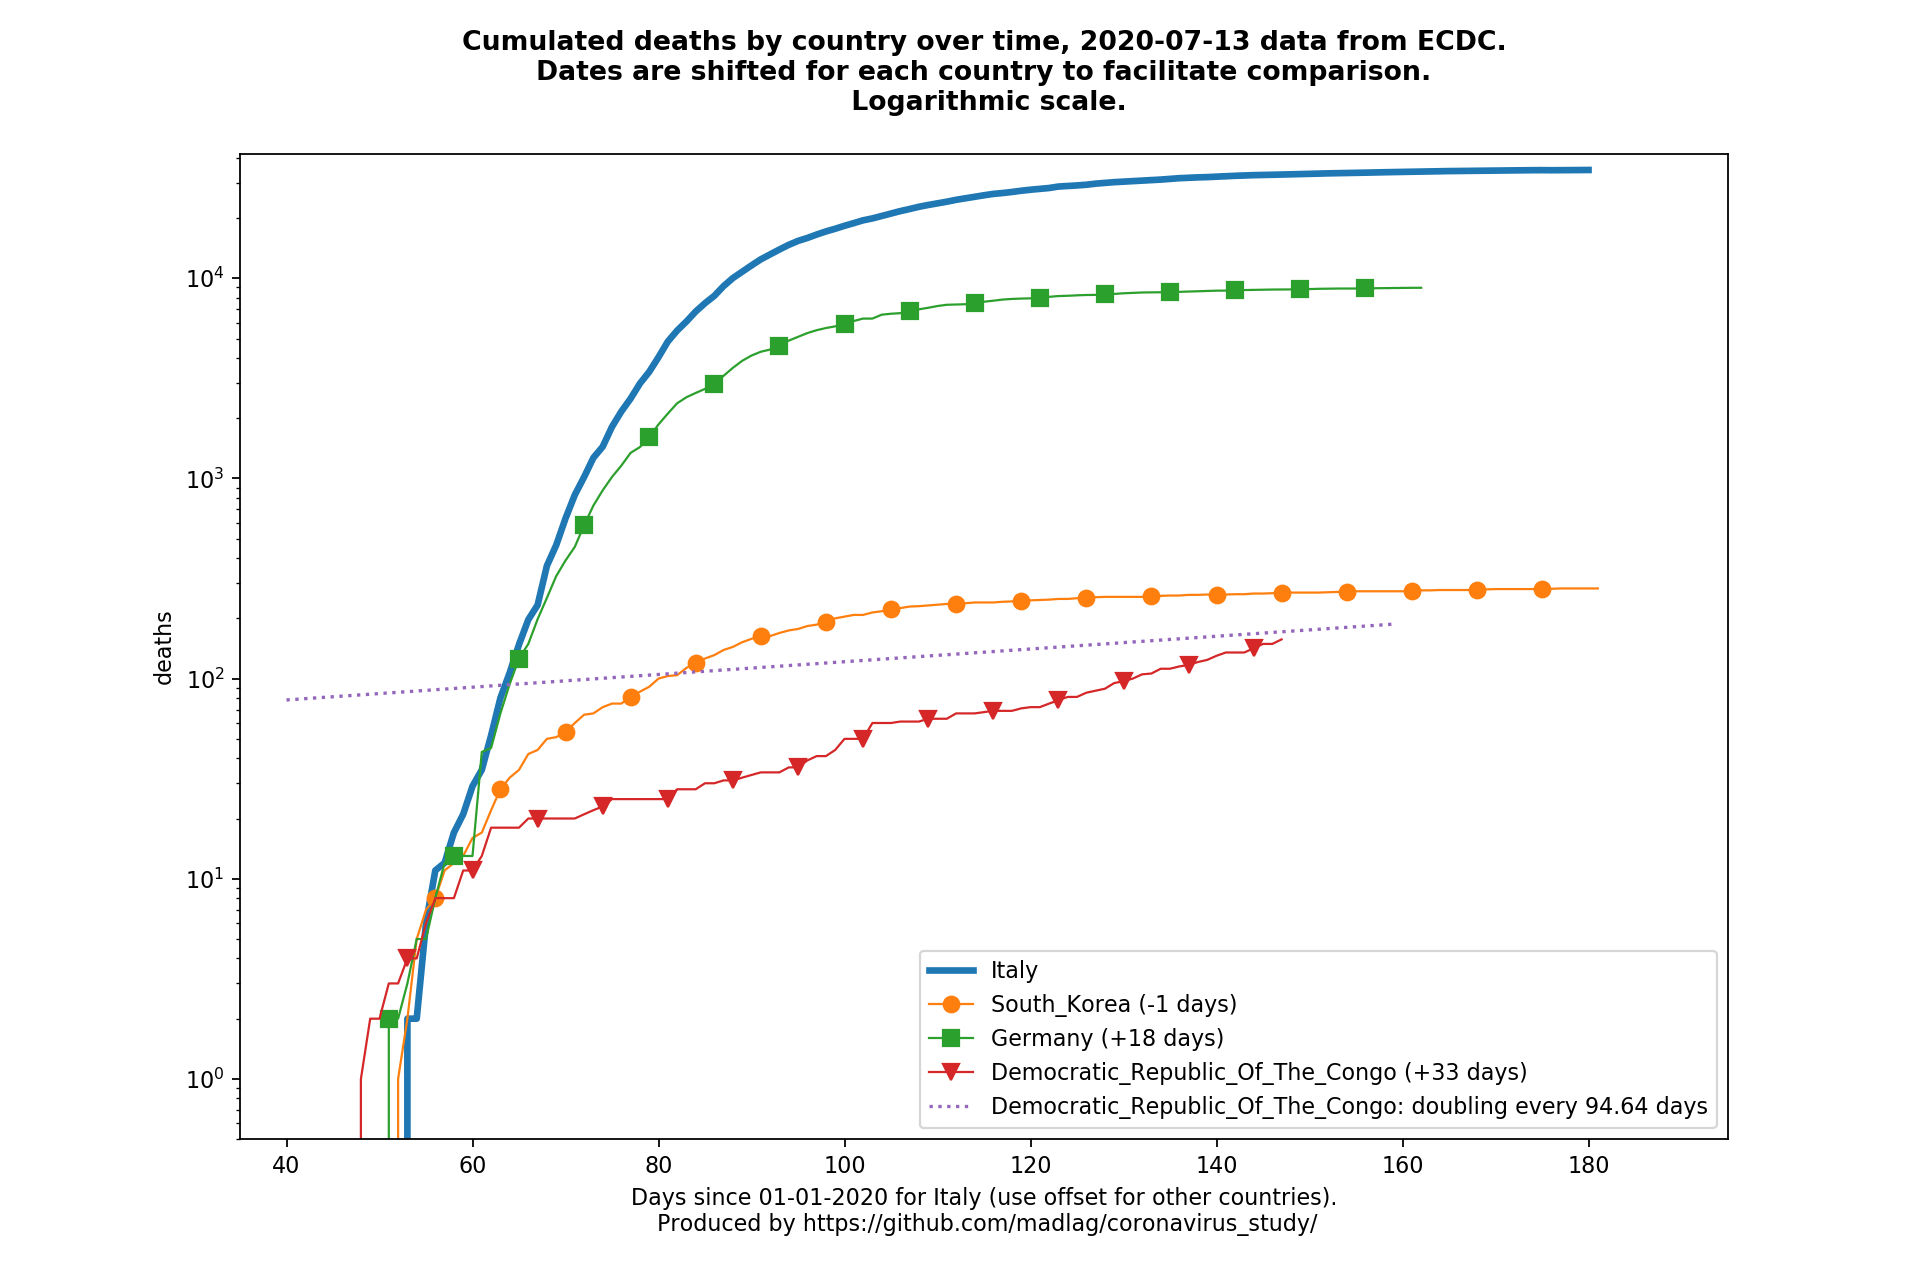 Cumulated deaths by country over time, 2020-07-13 data from ECDC.
Dates are shifted for each country to facilitate comparison.
Logarithmic scale.
deaths
10^4
10^3
10^2
10^1
10^0
Italy
South_Korea (-1 days)
Germany (+18 days)
Democratic_Republic_Of_The_Congo (+33 days)
Democratic_Republic_Of_The_Congo: doubling every 94.64 days
40 60 80 100 120 140 160 180
Days since 01-01-2020 for Italy (use offset for other countries).
Produced by https://github.com/madlag/coronavirus_study/